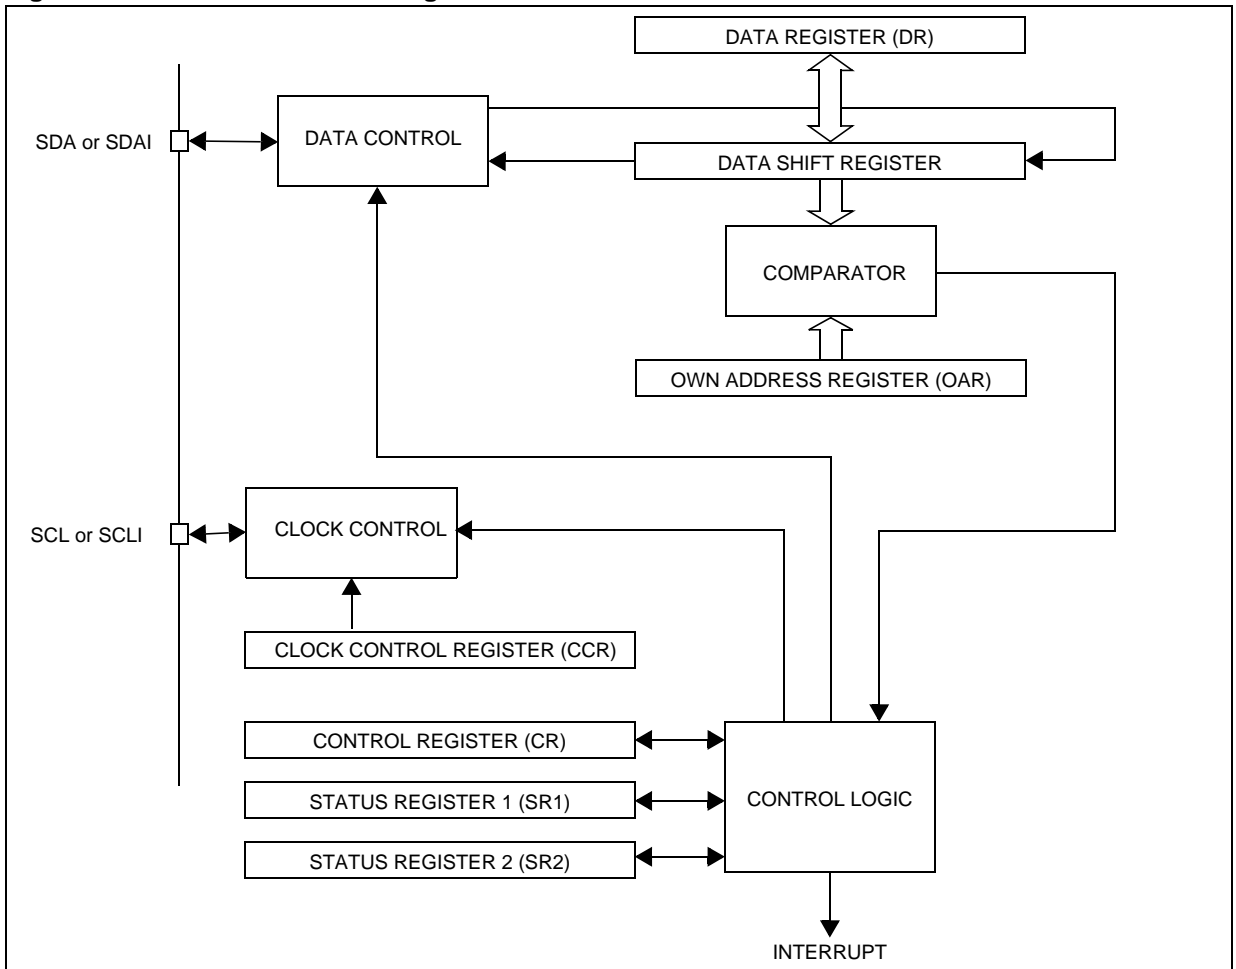 DATA REGISTER (DR)
SDA or SDAI
DATA CONTROL
DATA SHIFT REGISTER
COMPARATOR
OWN ADDRESS REGISTER (OAR)
SCL or SCLI
CLOCK CONTROL
CLOCK CONTROL REGISTER (CCR)
CONTROL REGISTER (CR)
STATUS REGISTER 1 (SR1)
CONTROL LOGIC
STATUS REGISTER 2 (SR2)
INTERRUPT